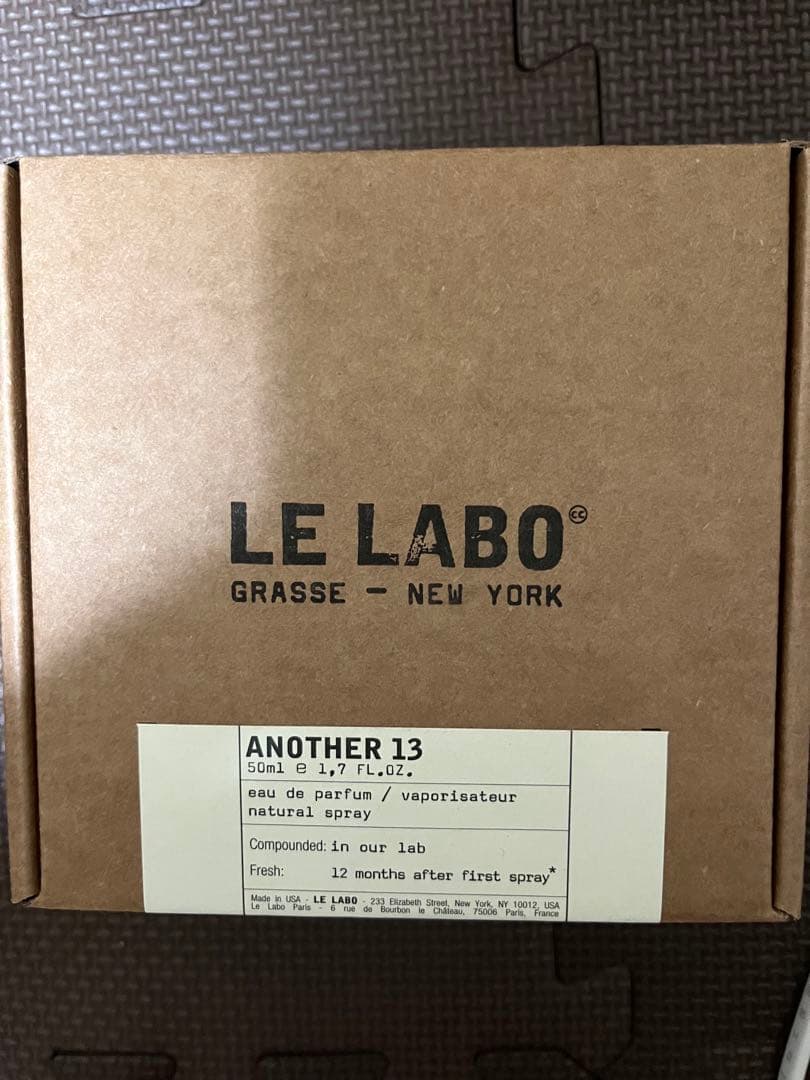 LE LABO
GRASSE — NEW YORK
ANOTHER 13
50ml e 1,7 FL.OZ.
eau de parfum / vaporisateur
natural spray
Compounded: in our lab
Fresh: 12 months after first spray*
Made in USA - LE LABO - 233 Elizabeth Street, New York, NY 10012, USA
Le Labo Paris - 6 rue de Bourbon le Château, 75006 Paris, France